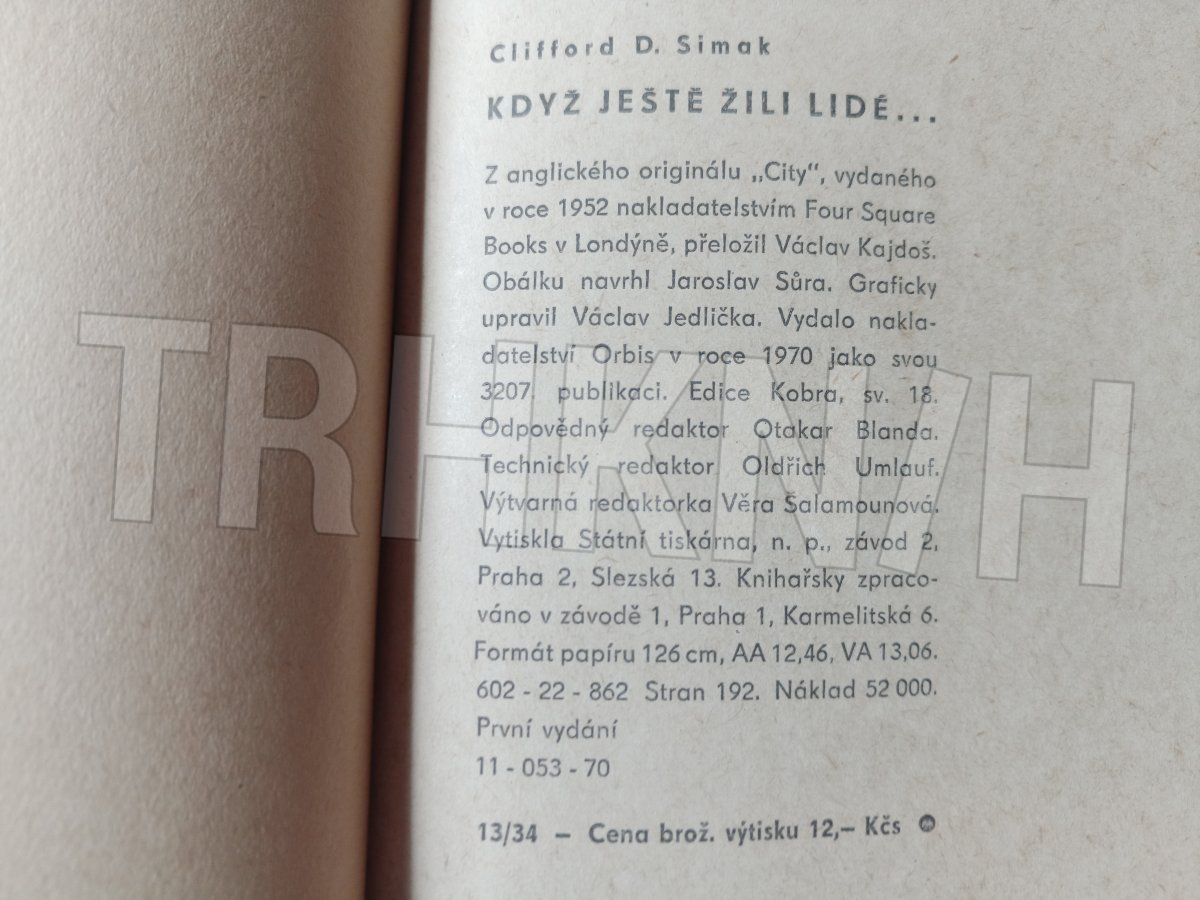 Clifford D. Simak
KDYŽ JEŠTĚ ŽILI LIDÉ...
Z anglického originálu „City“, vydaného
v roce 1952 nakladatelstvím Four Square
Books v Londýně, přeložil Václav Kajdoš.
Obálku navrhl Jaroslav Sůra. Graficky
upravil Václav Jedlička. Vydalo nakla-
datelství Orbis v roce 1970 jako svou
3207. publikaci. Edice Kobra, sv. 18.
Odpovědný redaktor Otakar Blanda.
Technický redaktor Oldřich Umlauf.
Výtvarná redaktorka Věra Šalamounová.
Vytiskla Státní tiskárna, n. p., závod 2,
Praha 2, Slezská 13. Knihařsky zpraco-
váno v závodě 1, Praha 1, Karmelitská 6.
Formát papíru 126 cm, AA 12,46, VA 13,06.
602 - 22 - 862 Stran 192. Náklad 52 000.
První vydání
11 - 053 - 70
13/34 – Cena brož. výtisku 12,– Kčs
TRHKNIH